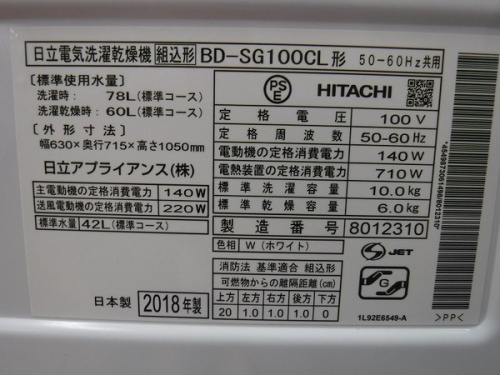 日立電気洗濯乾燥機 組込形 BD-SG100CL形 50-60Hz共用
〔標準使用水量〕
洗濯時： 78L(標準コース)
洗濯乾燥時：60L(標準コース)
〔外形寸法〕
幅630×奥行715×高さ1050mm
日立アプライアンス(株)
主電動機の定格消費電力 140W
送風電動機の定格消費電力 220W
標準水量 42L(標準コース)
日本製 2018年製
PS
E
HITACHI
定格電圧 100V
定格周波数 50-60Hz
電動機の定格消費電力 140W
電熱装置の定格消費電力 710W
標準洗濯容量 10.0kg
標準乾燥容量 6.0kg
製造番号 8012310
色相 W（ホワイト）
消防法 基準適合 組込形
可燃物からの離隔距離(cm)
上方 左方 右方 前方 後方 下方
20 1.0 1.0 1.0 0
S JET
G
1L92E6549-A
>PP<